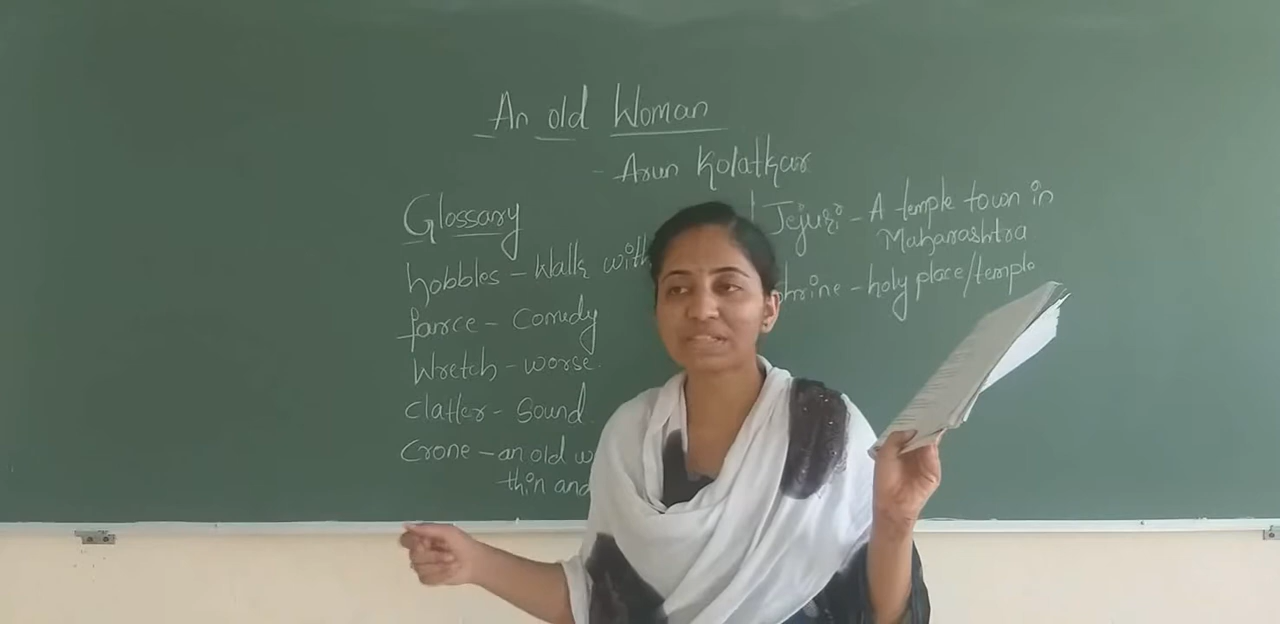 An old Woman
- Arun Kolatkar
Glossary
hobbles - Walk with
farce - Comedy
Wretch - worse.
Clatter - Sound
Crone - an old
thin and
Jejuri - A temple town in
Maharashtra
hrine - holy place/temple